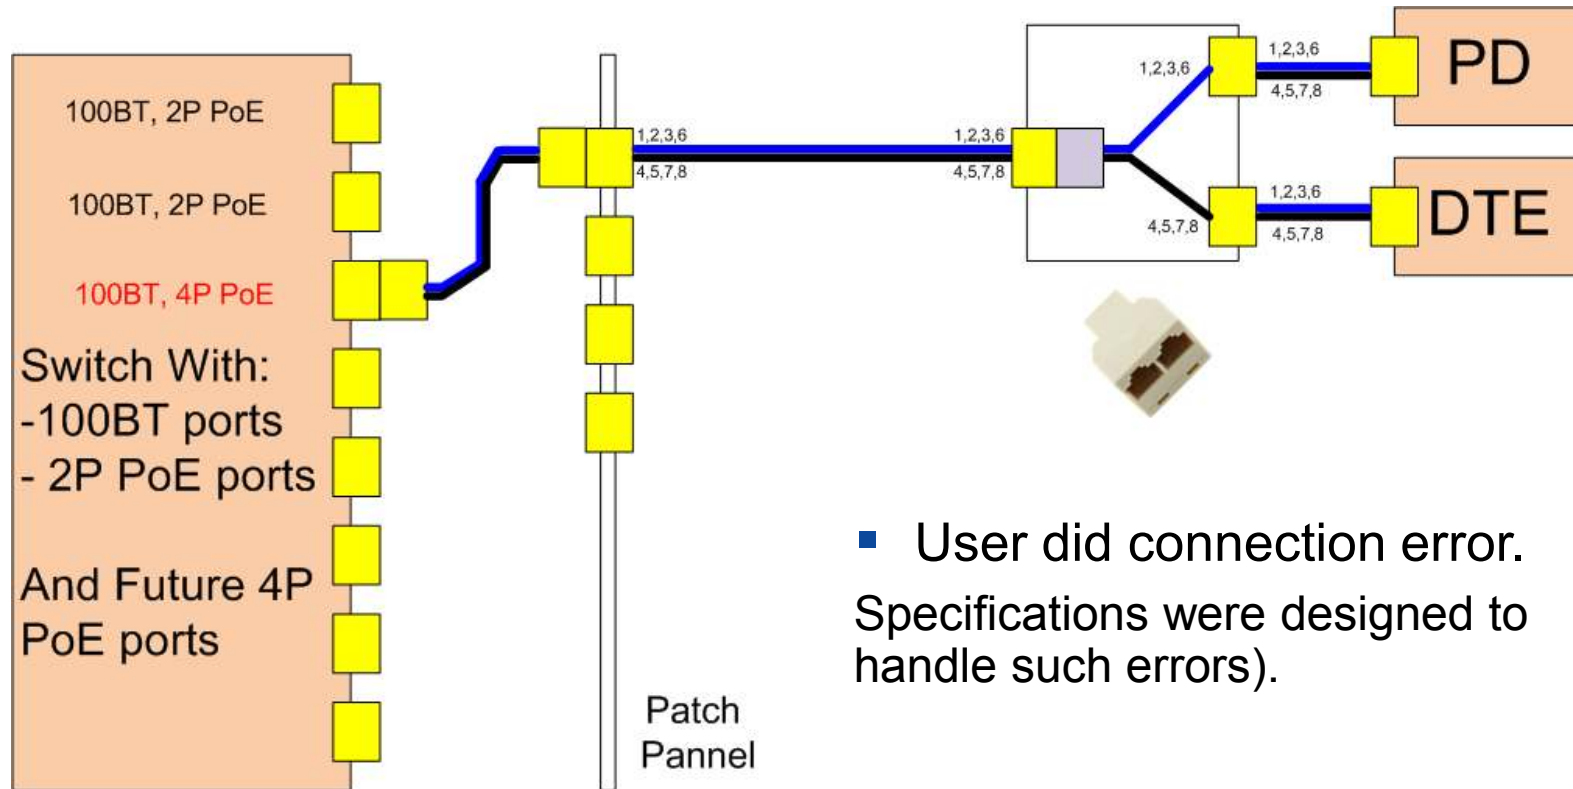 100BT, 2P PoE
100BT, 2P PoE
100BT, 4P PoE
Switch With:
-100BT ports
- 2P PoE ports
And Future 4P
PoE ports
1,2,3,6
4,5,7,8
1,2,3,6
4,5,7,8
Patch
Pannel
1,2,3,6
4,5,7,8
1,2,3,6
4,5,7,8
PD
1,2,3,6
4,5,7,8
DTE
▪ User did connection error.
Specifications were designed to
handle such errors).